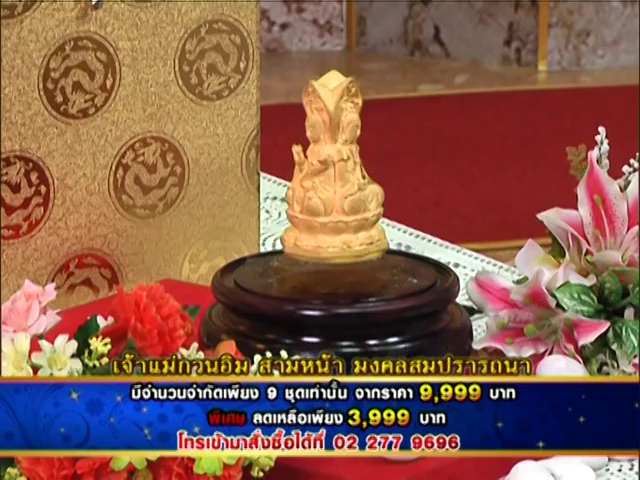 เจ้าแม่กวนอิม สามหน้า มงคลสมปรารถนา
มีจำนวนจำกัดเพียง 9 ชุดเท่านั้น จากราคา 9,999 บาท
พิเศษ ลดเหลือเพียง 3,999 บาท
โทรเข้ามาสั่งซื้อได้ที่ 02 277 9696